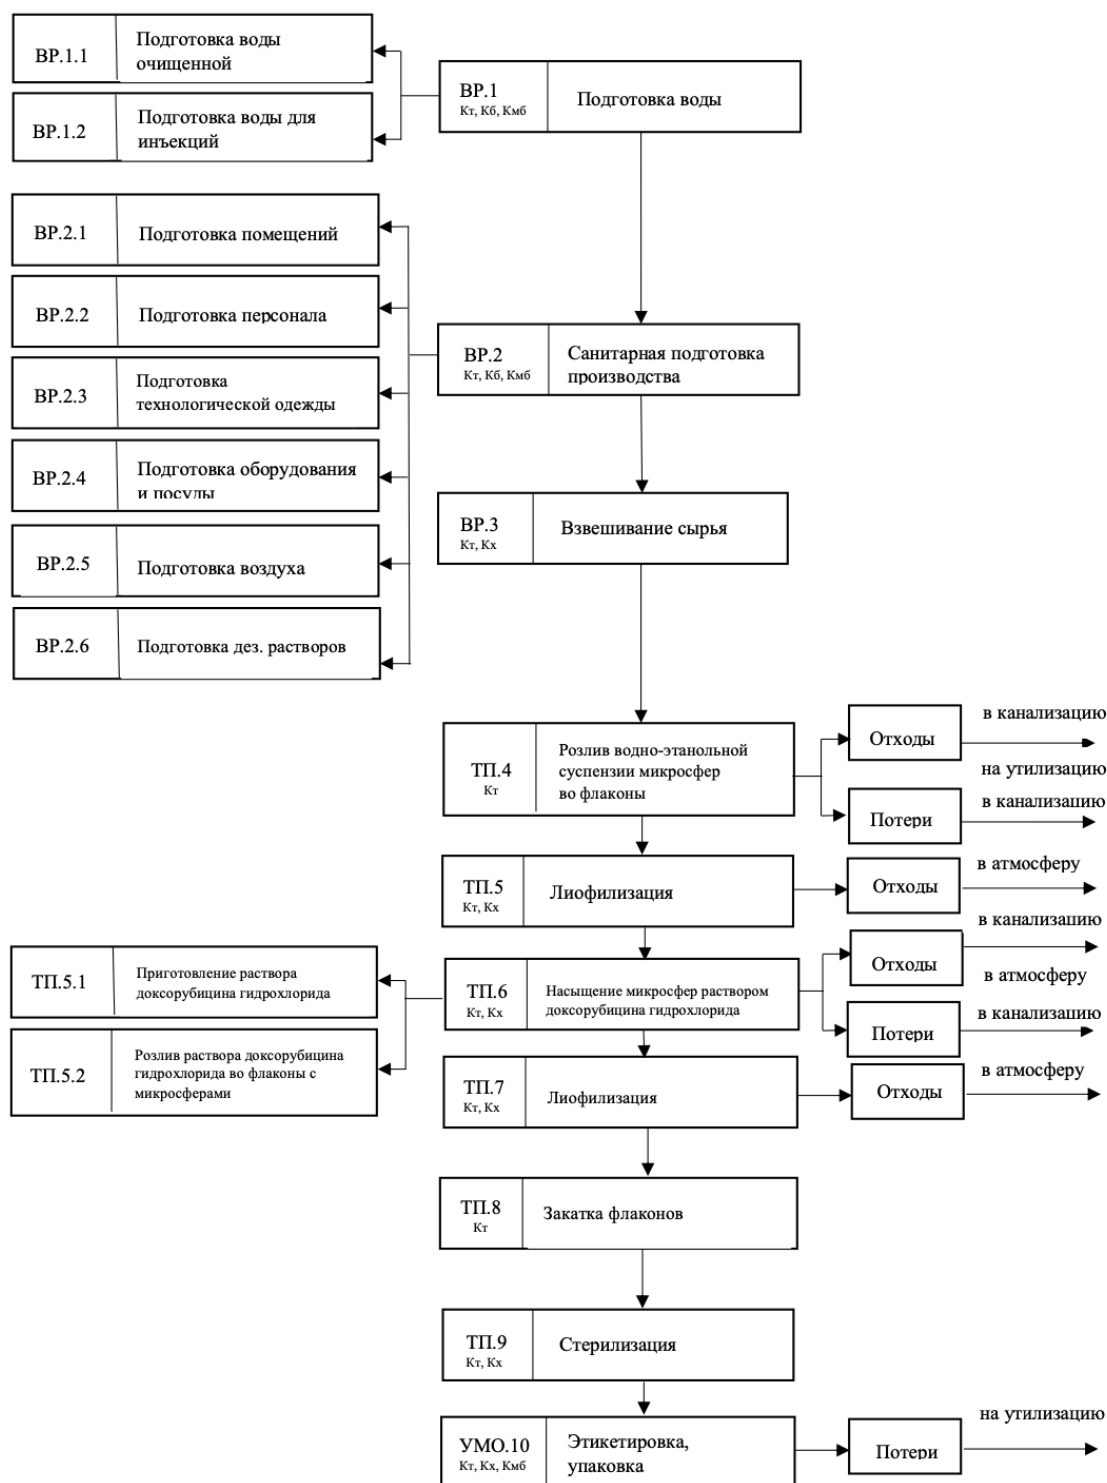 ВР.1.1
Подготовка воды
очищенной
ВР.1.2
Подготовка воды для
инъекций
ВР.1
Кт, Кб, Кмб
Подготовка воды
ВР.2.1
Подготовка помещений
ВР.2.2
Подготовка персонала
ВР.2.3
Подготовка
технологической одежды
ВР.2.4
Подготовка оборудования
и посуды
ВР.2.5
Подготовка воздуха
ВР.2.6
Подготовка дез. растворов
ВР.2
Кт, Кб, Кмб
Санитарная подготовка
производства
ВР.3
Кт, Кх
Взвешивание сырья
ТП.4
Кт
Розлив водно-этанольной
суспензии микросфер
во флаконы
Отходы
в канализацию
на утилизацию
Потери
в канализацию
ТП.5
Кт, Кх
Лиофилизация
Отходы
в атмосферу
ТП.5.1
Приготовление раствора
доксорубицина гидрохлорида
ТП.5.2
Розлив раствора доксорубицина
гидрохлорида во флаконы с
микросферами
ТП.6
Кт, Кх
Насыщение микросфер раствором
доксорубицина гидрохлорида
Отходы
в канализацию
в атмосферу
Потери
в канализацию
ТП.7
Кт, Кх
Лиофилизация
Отходы
в атмосферу
ТП.8
Кт
Закатка флаконов
ТП.9
Кт, Кх
Стерилизация
УМО.10
Кт, Кх, Кмб
Этикетировка,
упаковка
Потери
на утилизацию